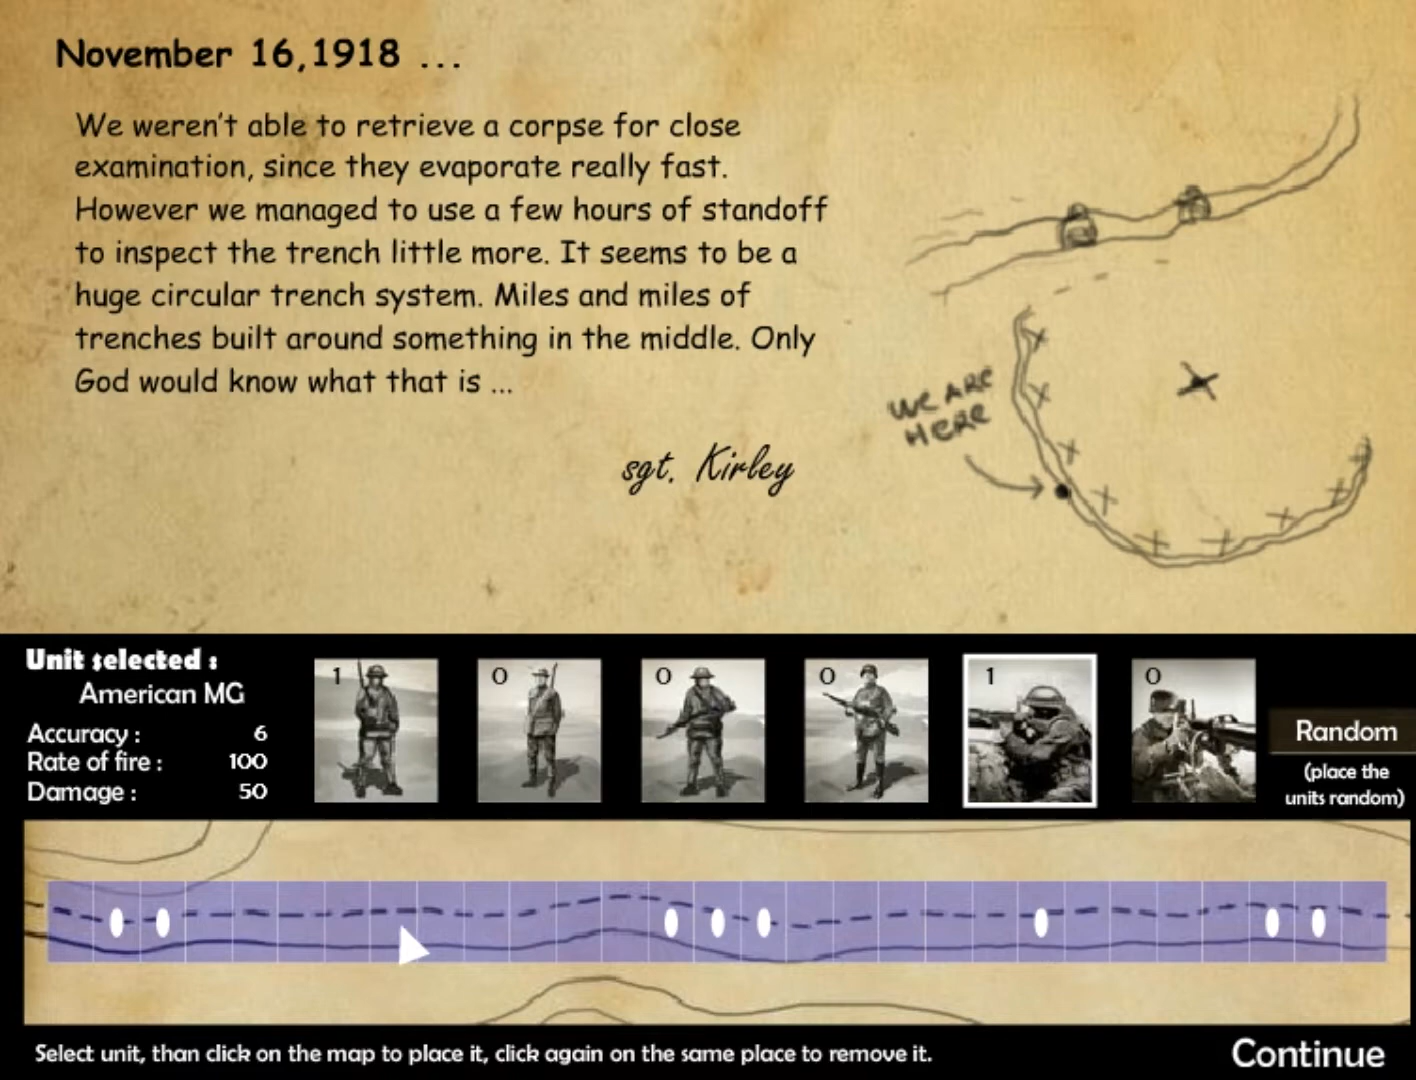 November 16,1918 ...
We weren't able to retrieve a corpse for close
examination, since they evaporate really fast.
However we managed to use a few hours of standoff
to inspect the trench little more. It seems to be a
huge circular trench system. Miles and miles of
trenches built around something in the middle. Only
God would know what that is ...
sgt. Kirley
WE ARE
HERE
Unit selected :
American MG
Accuracy : 6
Rate of fire : 100
Damage : 50
1 0 0 0 1 0
Random
(place the
units random)
Select unit, than click on the map to place it, click again on the same place to remove it.
Continue